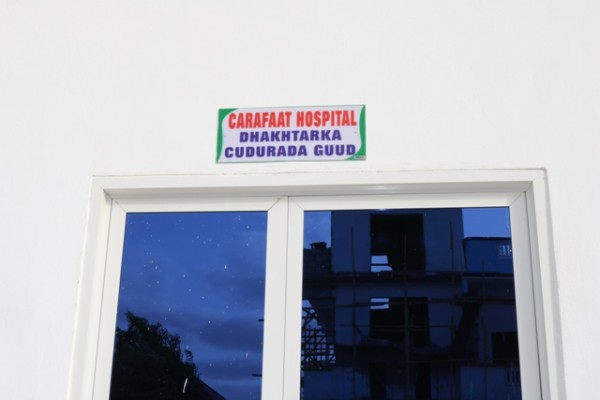 CARAFAAT HOSPITAL
DHAKHTARKA
CUDURADA GUUD